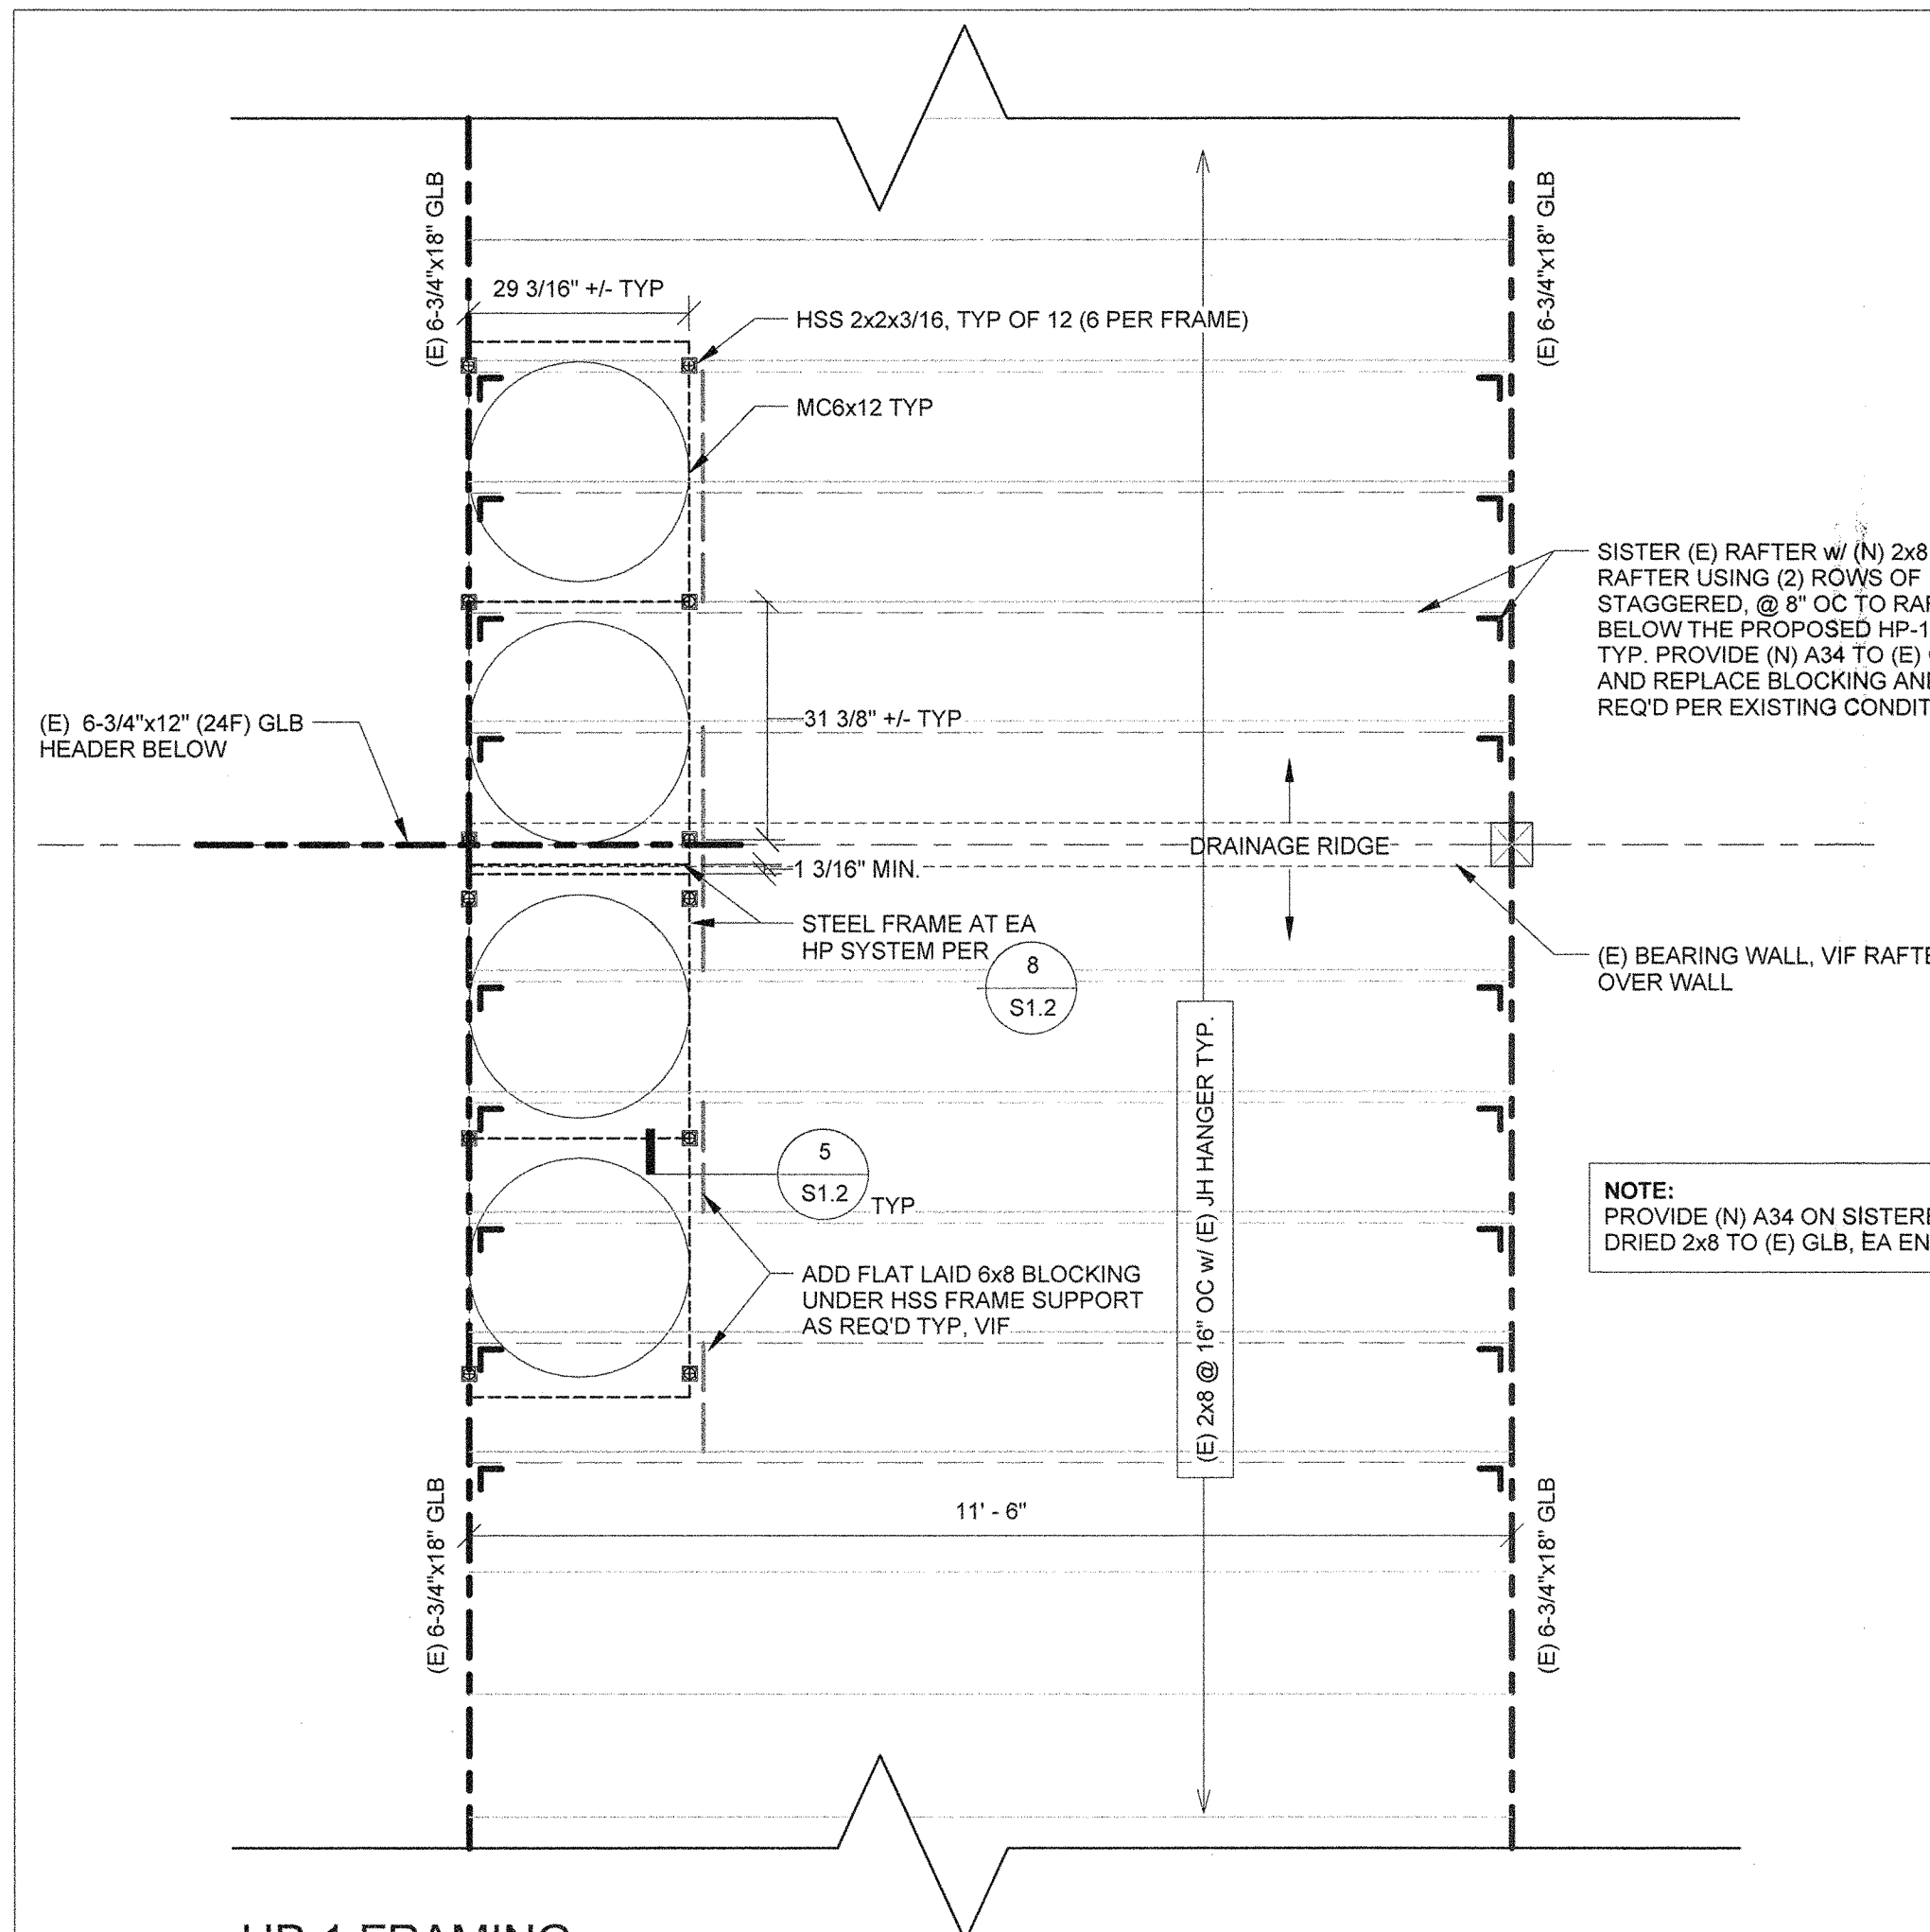 (E) 6-3/4"x18" GLB
(E) 6-3/4"x18" GLB
29 3/16" +/- TYP
HSS 2x2x3/16, TYP OF 12 (6 PER FRAME)
MC6x12 TYP
SISTER (E) RAFTER w/ (N) 2x8
RAFTER USING (2) ROWS OF
STAGGERED, @ 8" OC TO
BELOW THE PROPOSED HP-1
TYP. PROVIDE (N) A34 TO (E)
AND REPLACE BLOCKING
REQ'D PER EXISTING
(E) 6-3/4"x12" (24F) GLB
HEADER BELOW
31 3/8" +/- TYP
DRAINAGE RIDGE
1 3/16" MIN.
STEEL FRAME AT EA
HP SYSTEM PER
8
S1.2
(E) BEARING WALL, VIF
OVER WALL
(E) 2x8 @ 16" OC w/ (E) JH HANGER TYP.
5
S1.2
TYP
NOTE:
PROVIDE (N) A34 ON
DRIED 2x8 TO (E) GLB, EA
ADD FLAT LAID 6x8 BLOCKING
UNDER HSS FRAME SUPPORT
AS REQ'D TYP, VIF
11' - 6"
(E) 6-3/4"x18" GLB
(E) 6-3/4"x18" GLB
HP-1 FRAMING